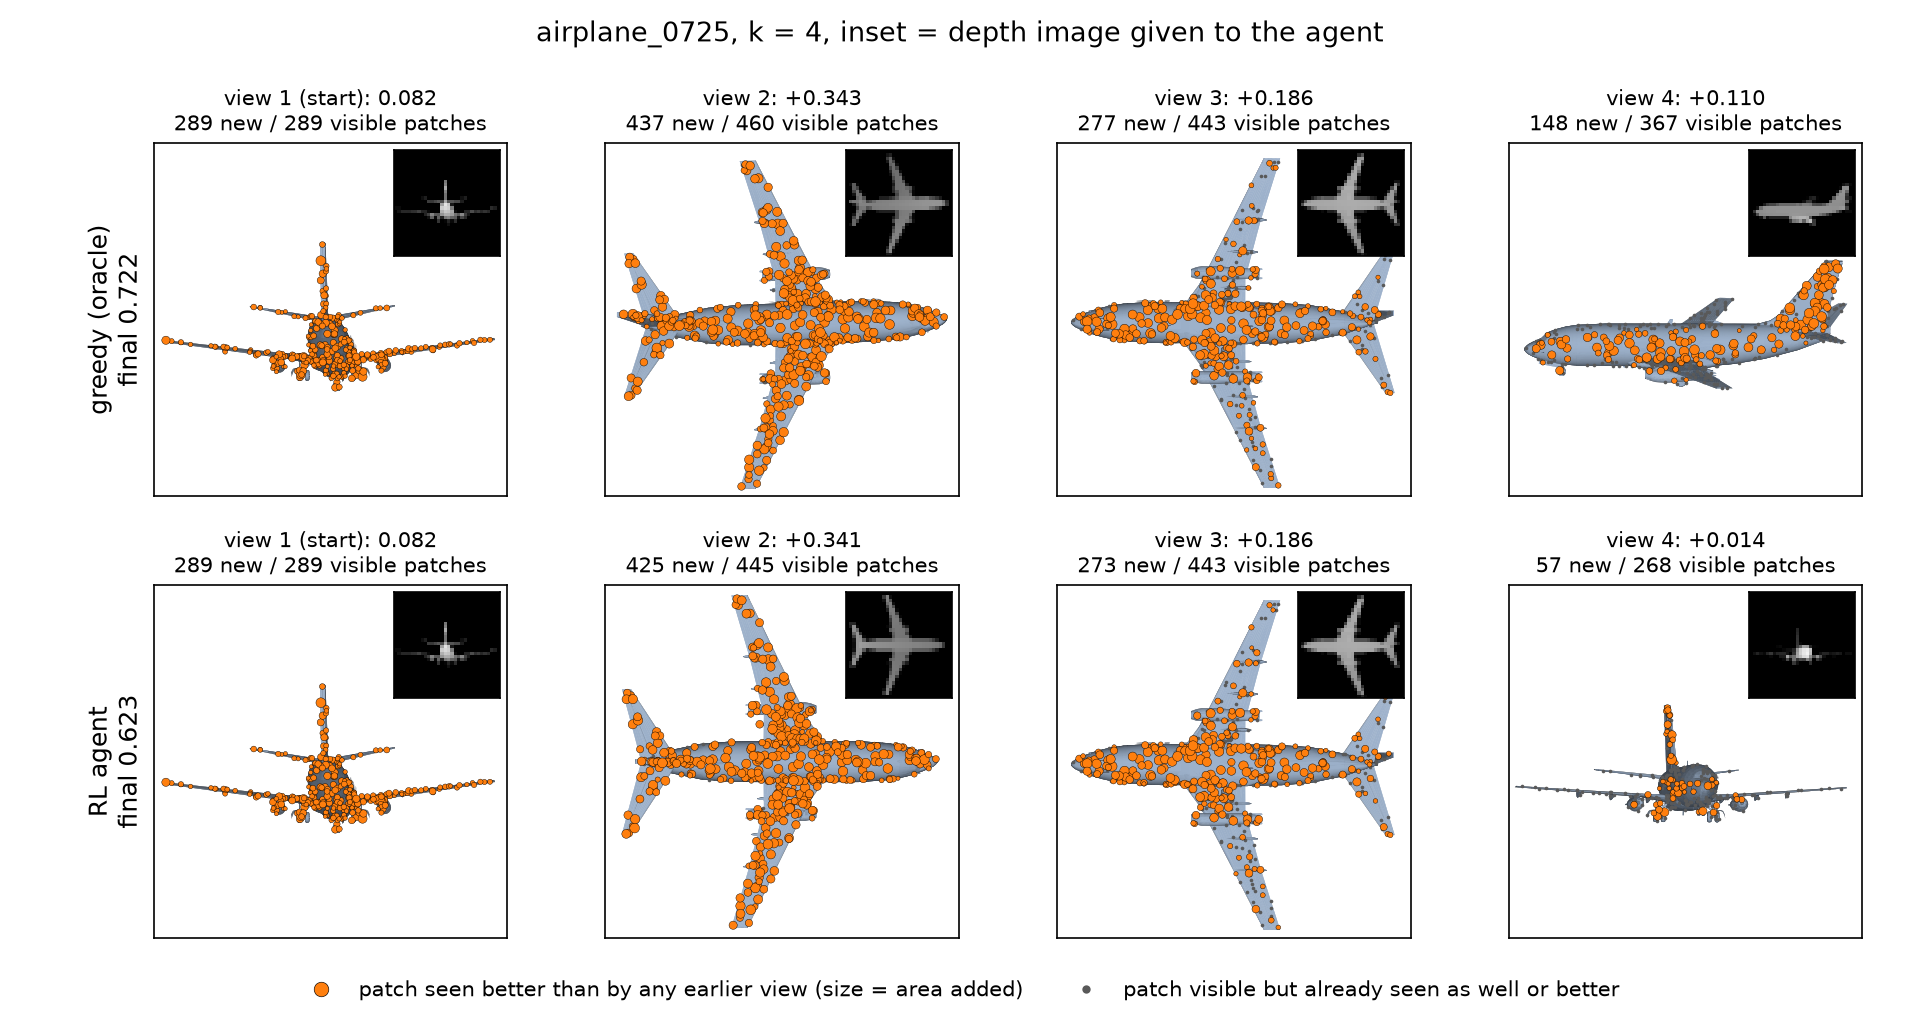 airplane_0725, k = 4, inset = depth image given to the agent
view 1 (start): 0.082
289 new / 289 visible patches
view 2: +0.343
437 new / 460 visible patches
view 3: +0.186
277 new / 443 visible patches
view 4: +0.110
148 new / 367 visible patches
greedy (oracle)
final 0.7222
view 1 (start): 0.082
289 new / 289 visible patches
view 2: +0.341
425 new / 445 visible patches
view 3: +0.186
273 new / 443 visible patches
view 4: +0.014
57 new / 268 visible patches
RL agent
final 0.623
patch seen better than by any earlier view (size = area added)
patch visible but already seen as well or better